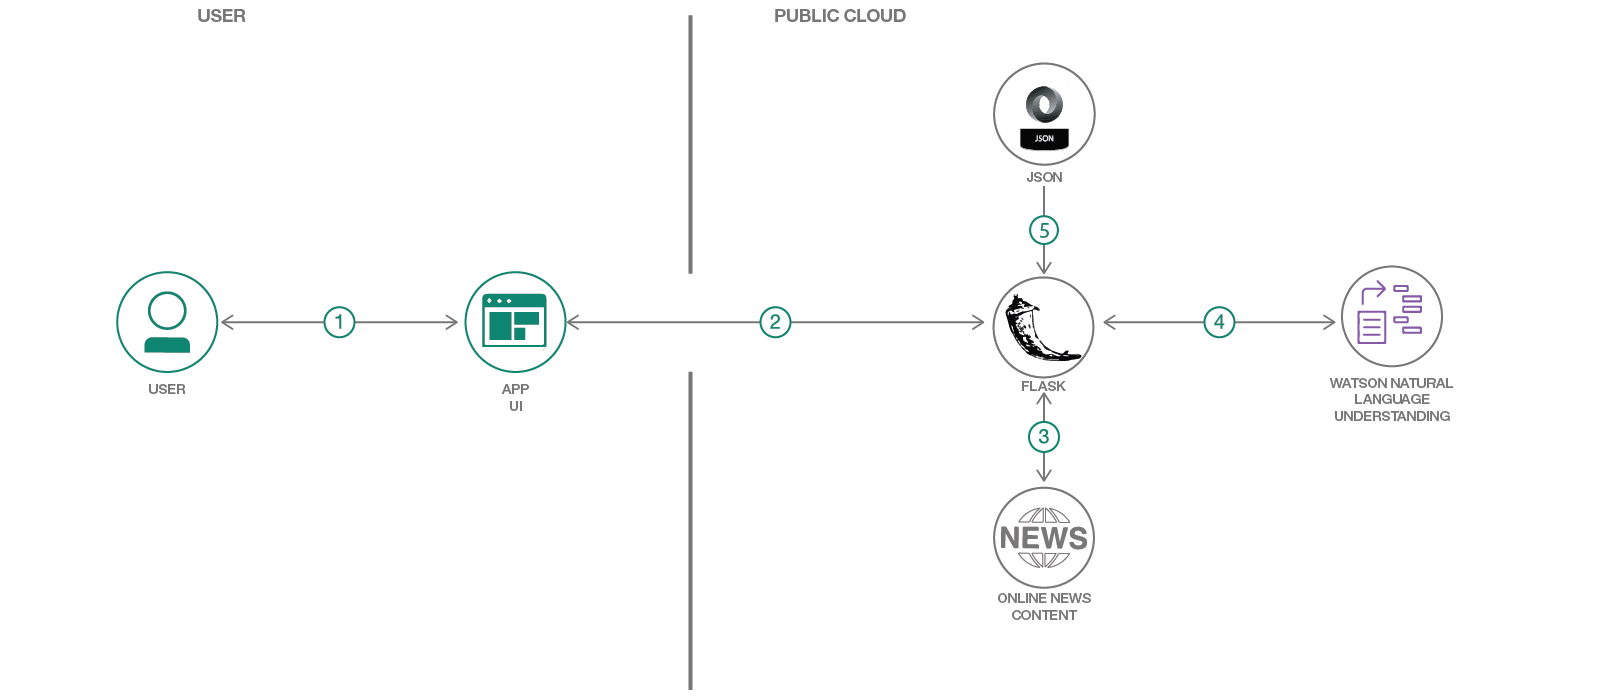 USER
PUBLIC CLOUD
JSON
JSON
5
1
2
4
USER
APP
UI
FLASK
WATSON NATURAL
LANGUAGE
UNDERSTANDING
3
NEWS
ONLINE NEWS
CONTENT